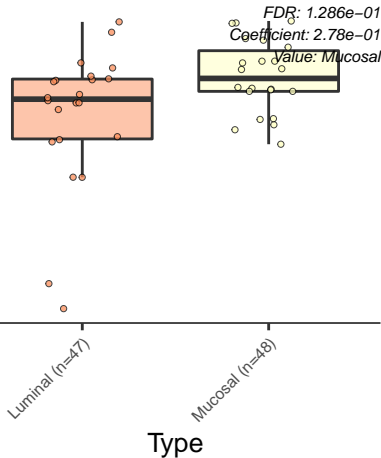 FDR: 1.286e−01
Coefficient: 2.78e−01
Value: Mucosal
Luminal (n=47)
Mucosal (n=48)
Type